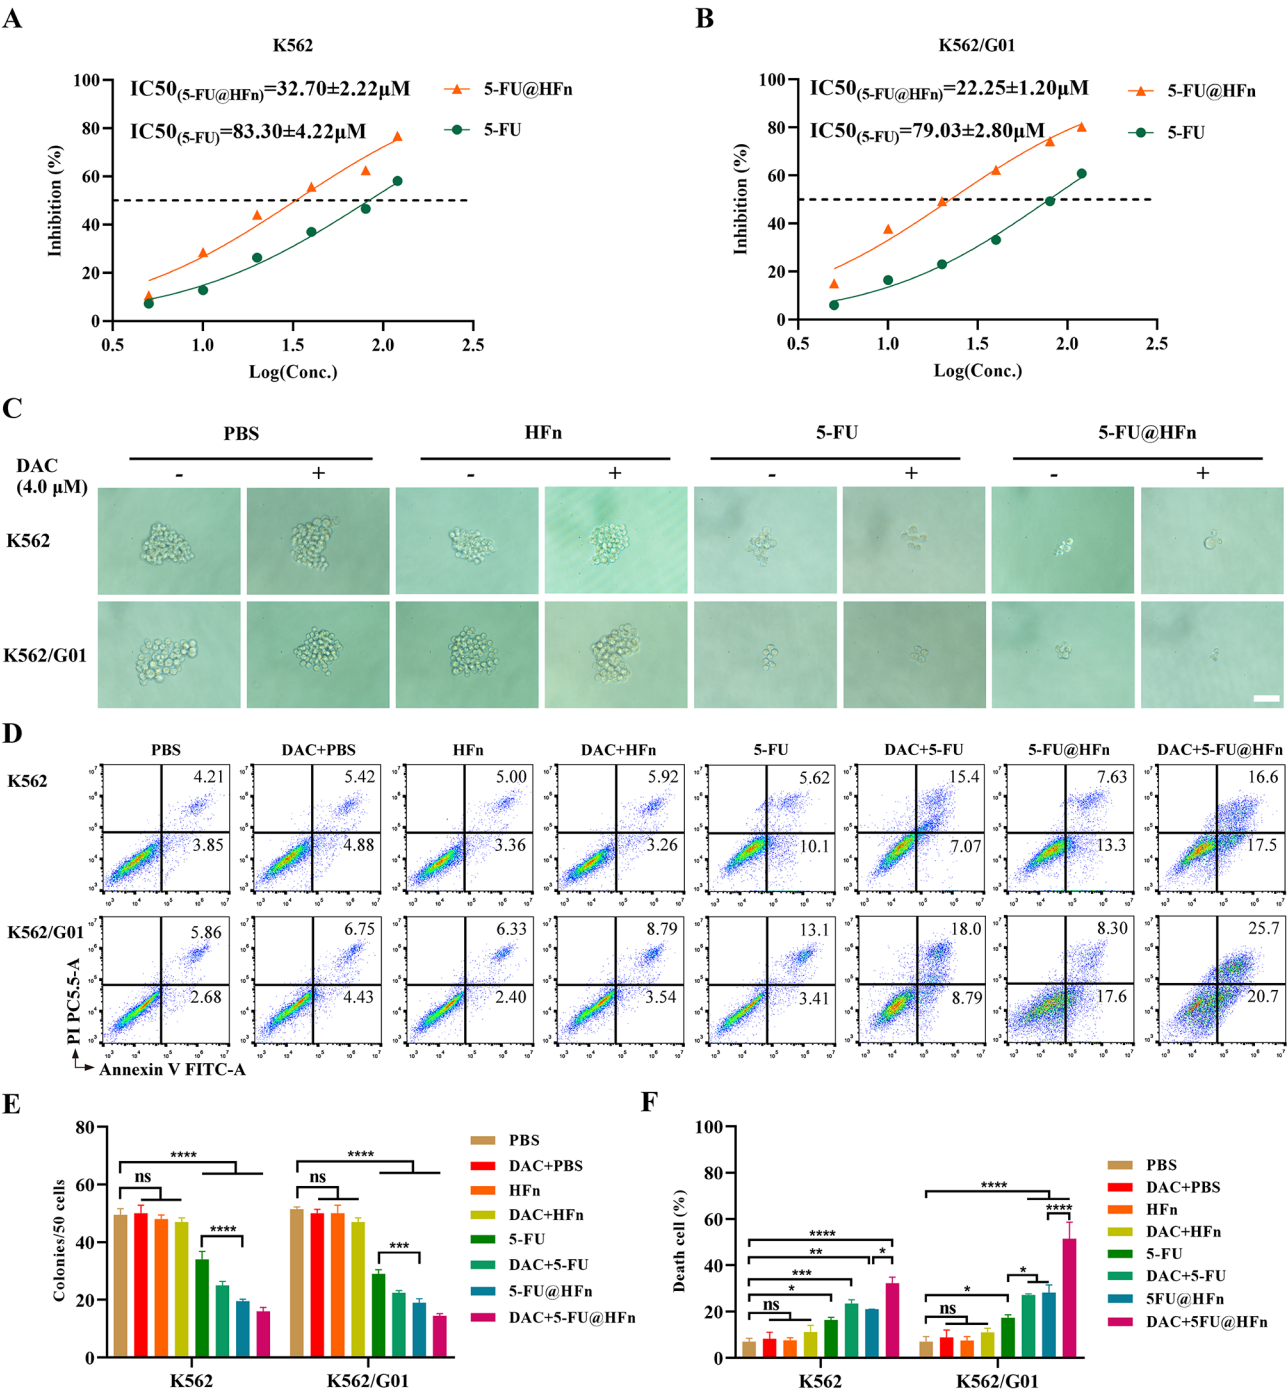 A
K562
IC50(5-FU@HFn)=32.70±2.22μM
IC50(5-FU)=83.30±4.22μM
5-FU@HFn
5-FU
Inhibition (%)
100
80
60
40
20
0
0.5 1.0 1.5 2.0 2.5
Log(Conc.)
B
K562/G01
IC50(5-FU@HFn)=22.25±1.20μM
IC50(5-FU)=79.03±2.80μM
5-FU@HFn
5-FU
Inhibition (%)
100
80
60
40
20
0
0.5 1.0 1.5 2.0 2.5
Log(Conc.)
C
PBS HFn 5-FU 5-FU@HFn
DAC
(4.0 μM)
- + - + - + - +
K562
K562/G01
D
PBS DAC+PBS HFn DAC+HFn 5-FU DAC+5-FU 5-FU@HFn DAC+5-FU@HFn
K562
4.21 5.42 5.00 5.92 5.62 15.4 7.63 16.6
3.85 4.88 3.36 3.26 10.1 7.07 13.3 17.5
K562/G01
5.86 6.75 6.33 8.79 13.1 18.0 8.30 25.7
2.68 4.43 2.40 3.54 3.41 8.79 17.6 20.7
PI PC5.5-A
Annexin V FITC-A
E
Colonies/50 cells
80
60
40
20
0
**** ns ****
**** ns ***
K562 K562/G01
PBS
DAC+PBS
HFn
DAC+HFn
5-FU
DAC+5-FU
5-FU@HFn
DAC+5-FU@HFn
F
Death cell (%)
100
80
60
40
20
0
**** ** * *** * ns
**** **** * * ns
K562 K562/G01
PBS
DAC+PBS
HFn
DAC+HFn
5-FU
DAC+5-FU
5FU@HFn
DAC+5FU@HFn